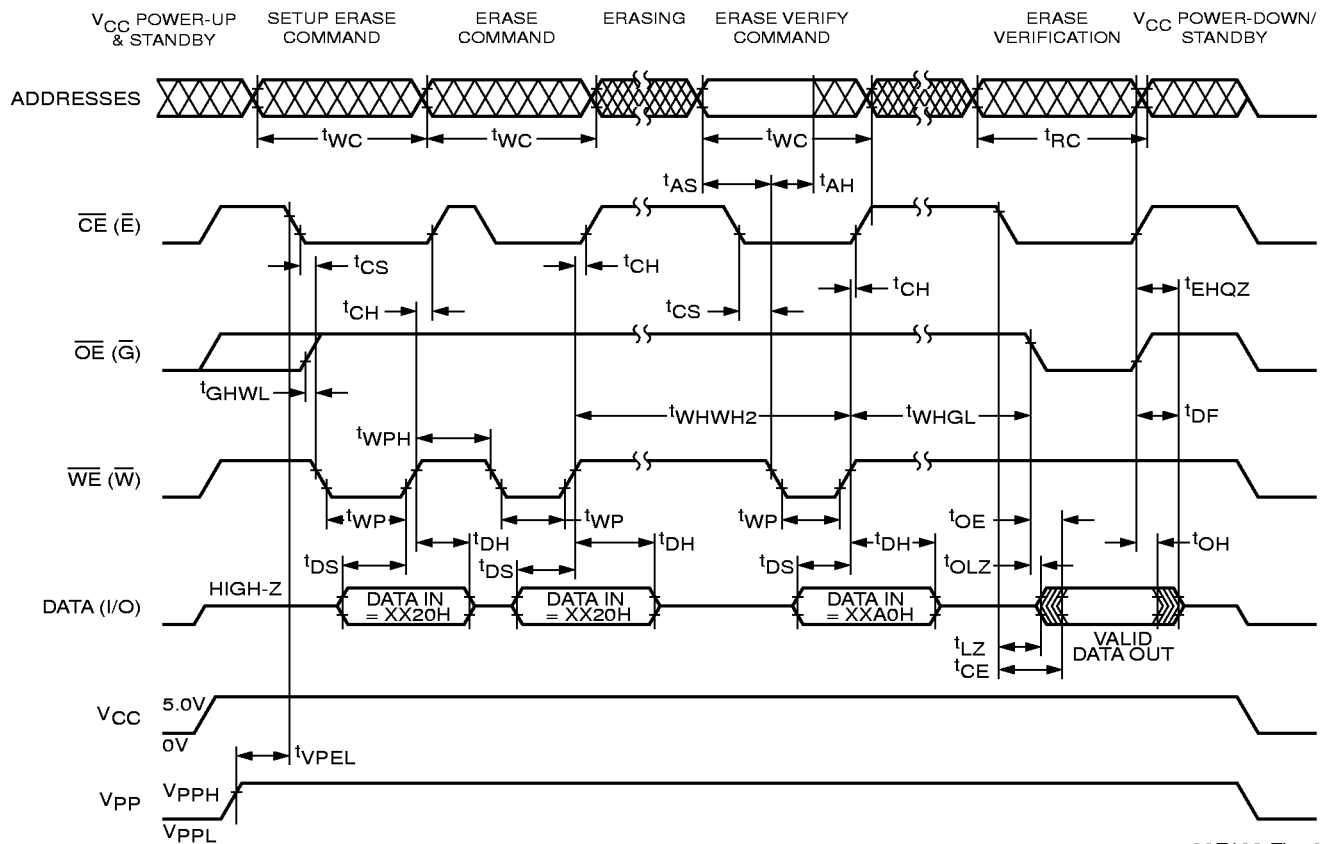 VCC POWER-UP & STANDBY
SETUP ERASE COMMAND
ERASE COMMAND
ERASING
ERASE VERIFY COMMAND
ERASE VERIFICATION
VCC POWER-DOWN/ STANDBY
ADDRESSES
tWC
tWC
tWC
tRC
tAS
tAH
CE (E)
tCS
tCH
tCH
tCS
tCH
tEHQZ
OE (G)
tGHWL
tWHWH2
tWHGL
tDF
tWPH
WE (W)
tWP
tWP
tWP
tOE
tDH
tDH
tDH
tOH
tDS
tDS
tDS
tOLZ
HIGH-Z
DATA (I/O)
DATA IN = XX20H
DATA IN = XX20H
DATA IN = XXA0H
VALID DATA OUT
tLZ
tCE
VCC
5.0V
0V
tVPEL
VPP
VPPH
VPPL